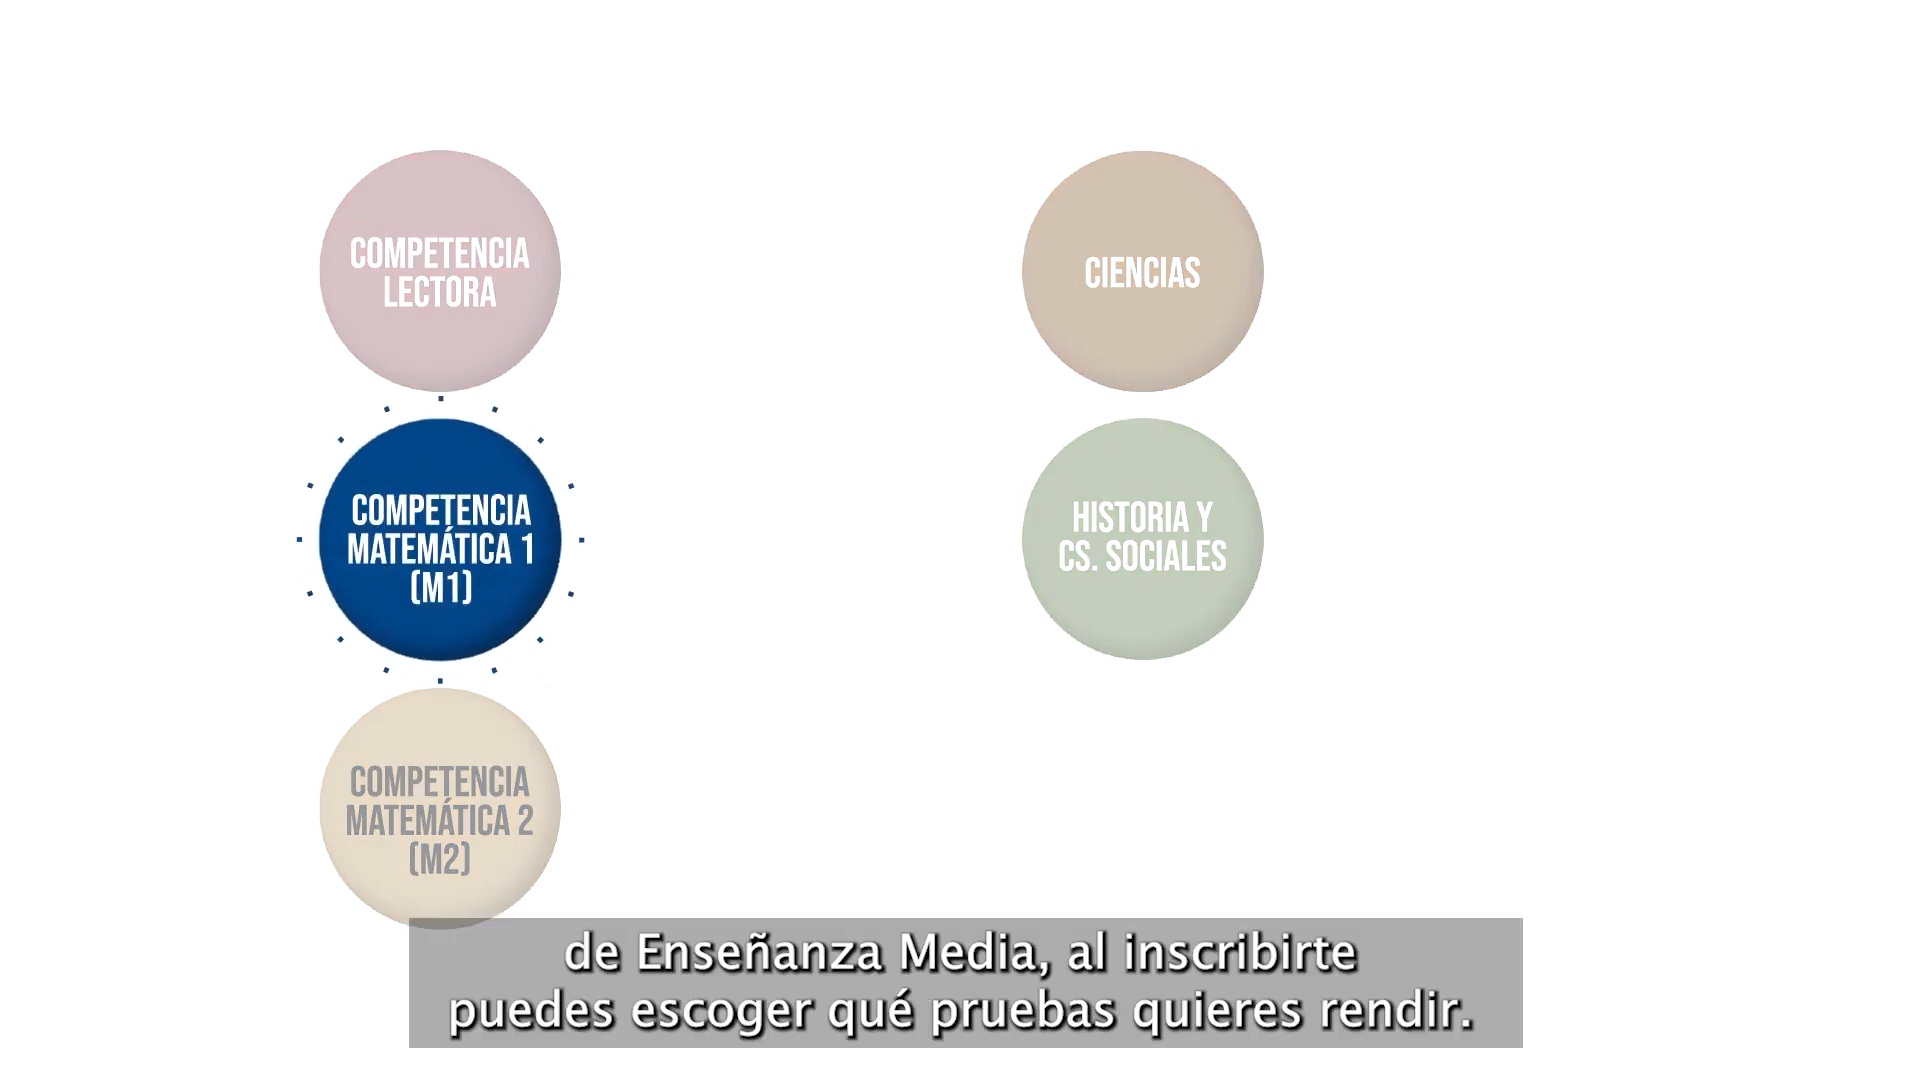 COMPETENCIA
LECTORA
CIENCIAS
COMPETENCIA
MATEMÁTICA 1
(M1)
HISTORIA Y
CS. SOCIALES
COMPETENCIA
MATEMÁTICA 2
(M2)
de Enseñanza Media, al inscribirte
puedes escoger qué pruebas quieres rendir.